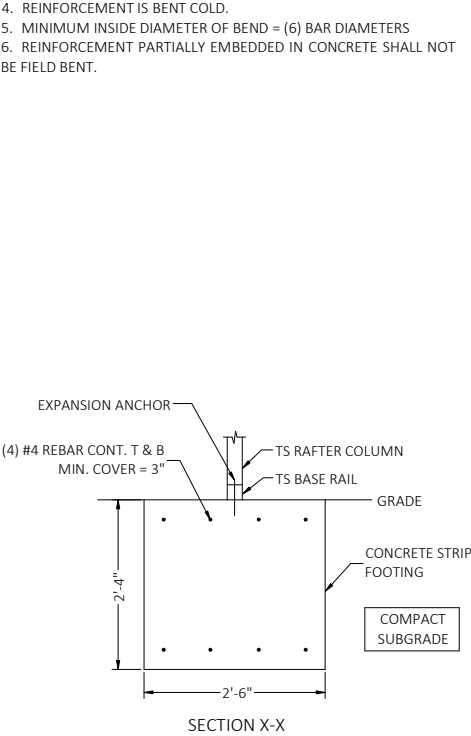 4. REINFORCEMENT IS BENT COLD.
5. MINIMUM INSIDE DIAMETER OF BEND = (6) BAR DIAMETERS
6. REINFORCEMENT PARTIALLY EMBEDDED IN CONCRETE SHALL NOT
BE FIELD BENT.
EXPANSION ANCHOR
(4) #4 REBAR CONT. T & B
MIN. COVER = 3"
TS RAFTER COLUMN
TS BASE RAIL
GRADE
CONCRETE STRIP
FOOTING
2'-4"
COMPACT
SUBGRADE
2'-6"
SECTION X-X